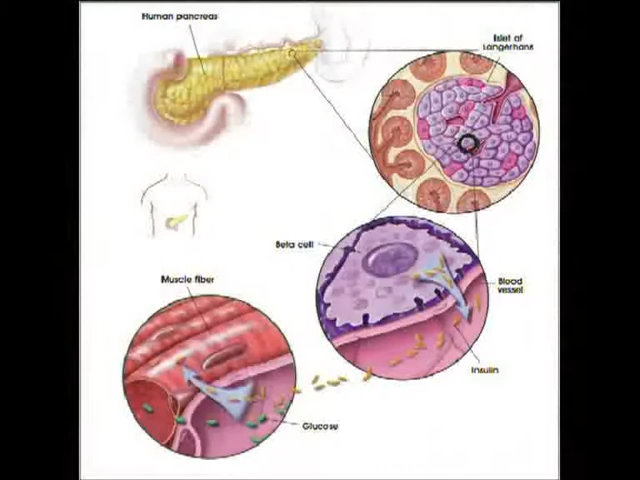 Human pancreas
Islet of
Langerhans
Beta cell
Muscle fiber
Blood
vessel
Insulin
Glucose